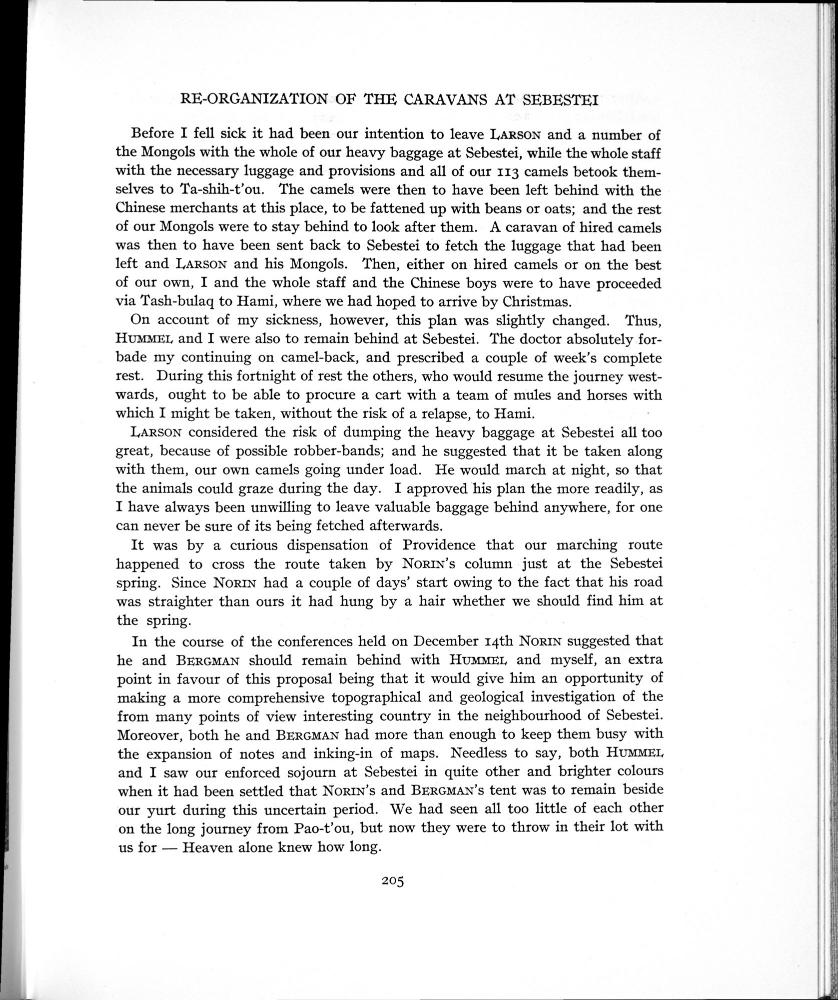 RE-ORGANIZATION OF THE CARAVANS AT SEBESTEI
Before I fell sick it had been our intention to leave LARSON and a number of
the Mongols with the whole of our heavy baggage at Sebestei, while the whole staff
with the necessary luggage and provisions and all of our 113 camels betook them-
selves to Ta-shih-t'ou. The camels were then to have been left behind with the
Chinese merchants at this place, to be fattened up with beans or oats; and the rest
of our Mongols were to stay behind to look after them. A caravan of hired camels
was then to have been sent back to Sebestei to fetch the luggage that had been
left and LARSON and his Mongols. Then, either on hired camels or on the best
of our own, I and the whole staff and the Chinese boys were to have proceeded
via Tash-bulaq to Hami, where we had hoped to arrive by Christmas.
On account of my sickness, however, this plan was slightly changed. Thus,
HUMMEL and I were also to remain behind at Sebestei. The doctor absolutely for-
bade my continuing on camel-back, and prescribed a couple of week's complete
rest. During this fortnight of rest the others, who would resume the journey west-
wards, ought to be able to procure a cart with a team of mules and horses with
which I might be taken, without the risk of a relapse, to Hami.
LARSON considered the risk of dumping the heavy baggage at Sebestei all too
great, because of possible robber-bands; and he suggested that it be taken along
with them, our own camels going under load. He would march at night, so that
the animals could graze during the day. I approved his plan the more readily, as
I have always been unwilling to leave valuable baggage behind anywhere, for one
can never be sure of its being fetched afterwards.
It was by a curious dispensation of Providence that our marching route
happened to cross the route taken by NORIN's column just at the Sebestei
spring. Since NORIN had a couple of days' start owing to the fact that his road
was straighter than ours it had hung by a hair whether we should find him at
the spring.
In the course of the conferences held on December 14th NORIN suggested that
he and BERGMAN should remain behind with HUMMEL and myself, an extra
point in favour of this proposal being that it would give him an opportunity of
making a more comprehensive topographical and geological investigation of the
from many points of view interesting country in the neighbourhood of Sebestei.
Moreover, both he and BERGMAN had more than enough to keep them busy with
the expansion of notes and inking-in of maps. Needless to say, both HUMMEL
and I saw our enforced sojourn at Sebestei in quite other and brighter colours
when it had been settled that NORIN's and BERGMAN's tent was to remain beside
our yurt during this uncertain period. We had seen all too little of each other
on the long journey from Pao-t'ou, but now they were to throw in their lot with
us for — Heaven alone knew how long.
205